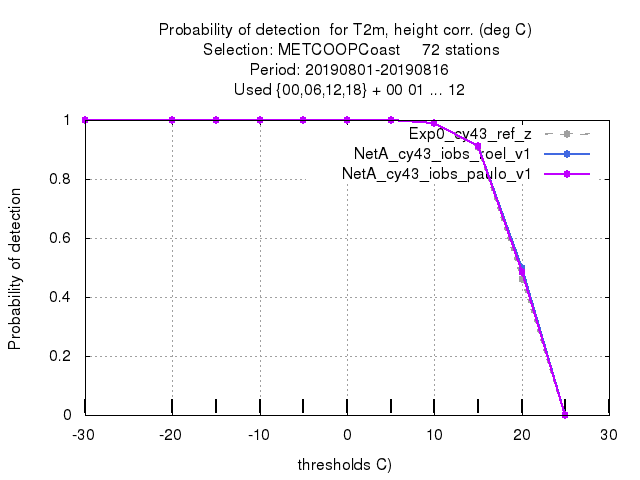 Probability of detection for T2m, height corr. (deg C)
Selection: METCOOPCoast 72 stations
Period: 20190801-20190816
Used {00,06,12,18} + 00 01 ... 12
Exp0_cy43_ref_z
NetA_cy43_iobs_roel_v1
NetA_cy43_iobs_paulo_v1
1
0.8
0.6
0.4
0.2
0
Probability of detection
-30 -20 -10 0 10 20 30
thresholds C)